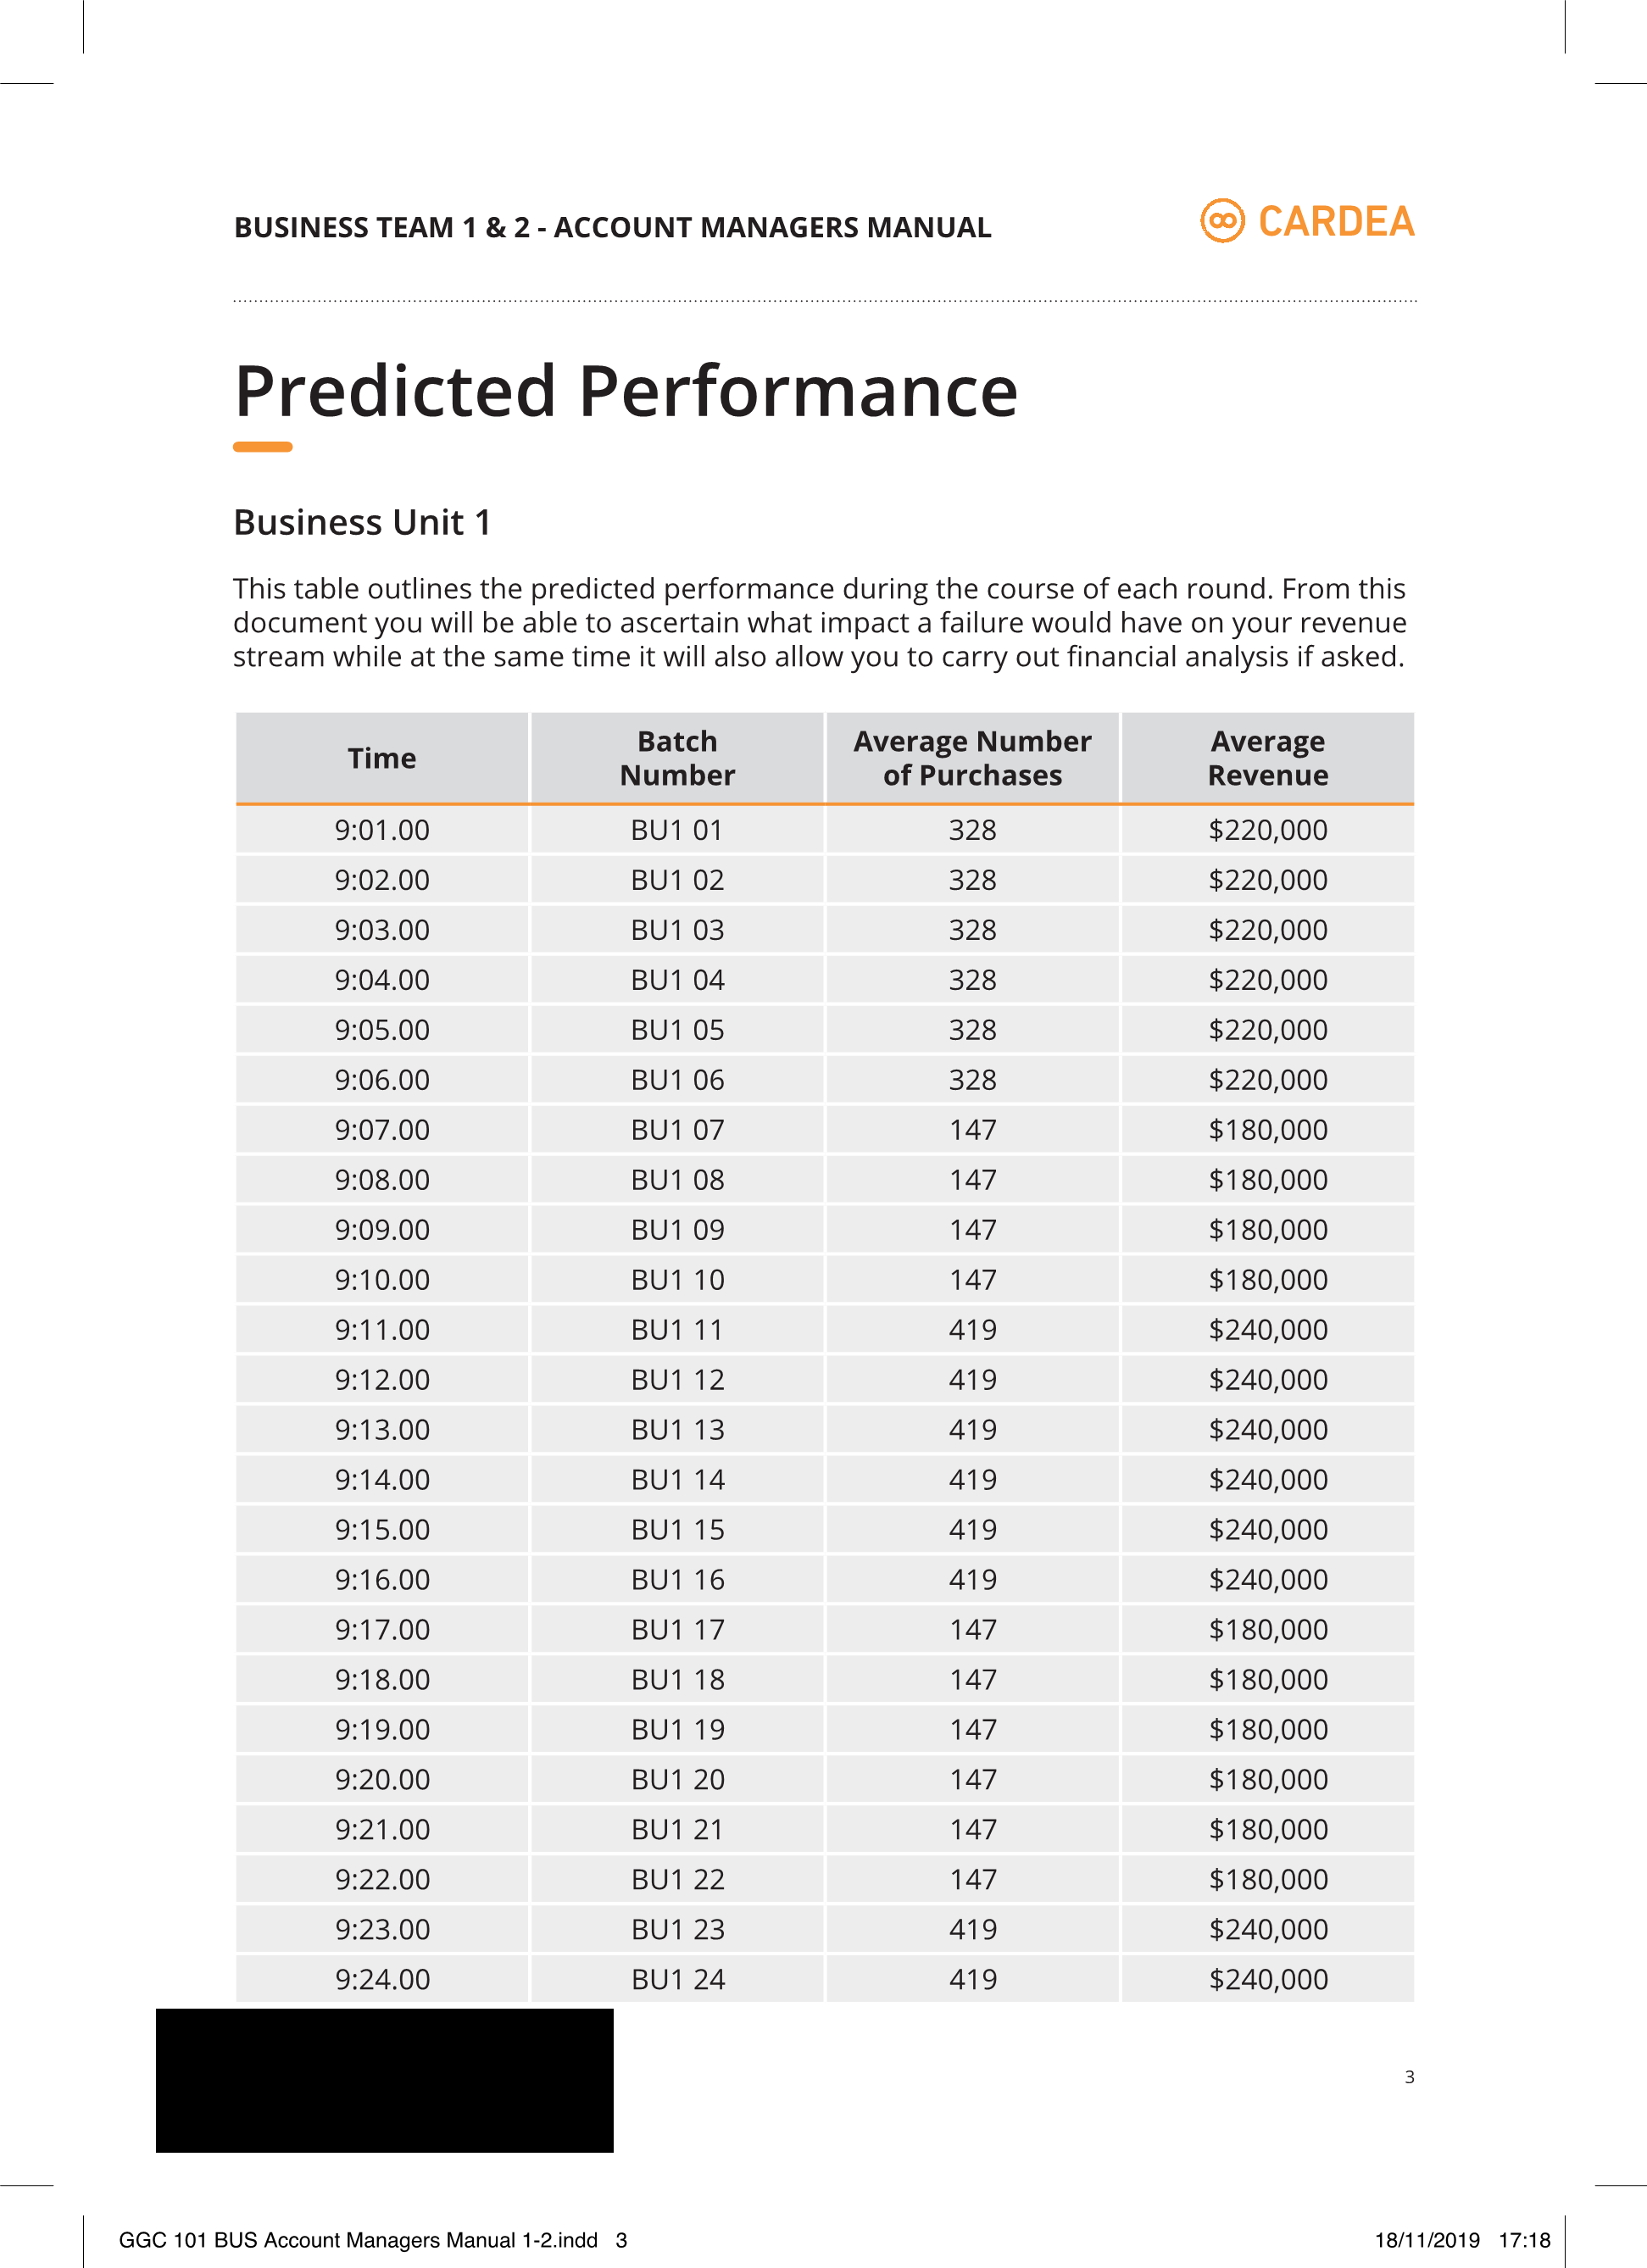 BUSINESS TEAM 1 & 2 - ACCOUNT MANAGERS MANUAL
CARDEA
Predicted Performance
Business Unit 1
This table outlines the predicted performance during the course of each round. From this
document you will be able to ascertain what impact a failure would have on your revenue
stream while at the same time it will also allow you to carry out financial analysis if asked.
Time Batch Number Average Number of Purchases Average Revenue
9:01.00 BU1 01 328 $220,000
9:02.00 BU1 02 328 $220,000
9:03.00 BU1 03 328 $220,000
9:04.00 BU1 04 328 $220,000
9:05.00 BU1 05 328 $220,000
9:06.00 BU1 06 328 $220,000
9:07.00 BU1 07 147 $180,000
9:08.00 BU1 08 147 $180,000
9:09.00 BU1 09 147 $180,000
9:10.00 BU1 10 147 $180,000
9:11.00 BU1 11 419 $240,000
9:12.00 BU1 12 419 $240,000
9:13.00 BU1 13 419 $240,000
9:14.00 BU1 14 419 $240,000
9:15.00 BU1 15 419 $240,000
9:16.00 BU1 16 419 $240,000
9:17.00 BU1 17 147 $180,000
9:18.00 BU1 18 147 $180,000
9:19.00 BU1 19 147 $180,000
9:20.00 BU1 20 147 $180,000
9:21.00 BU1 21 147 $180,000
9:22.00 BU1 22 147 $180,000
9:23.00 BU1 23 419 $240,000
9:24.00 BU1 24 419 $240,000
3
GGC 101 BUS Account Managers Manual 1-2.indd 3
18/11/2019 17:18